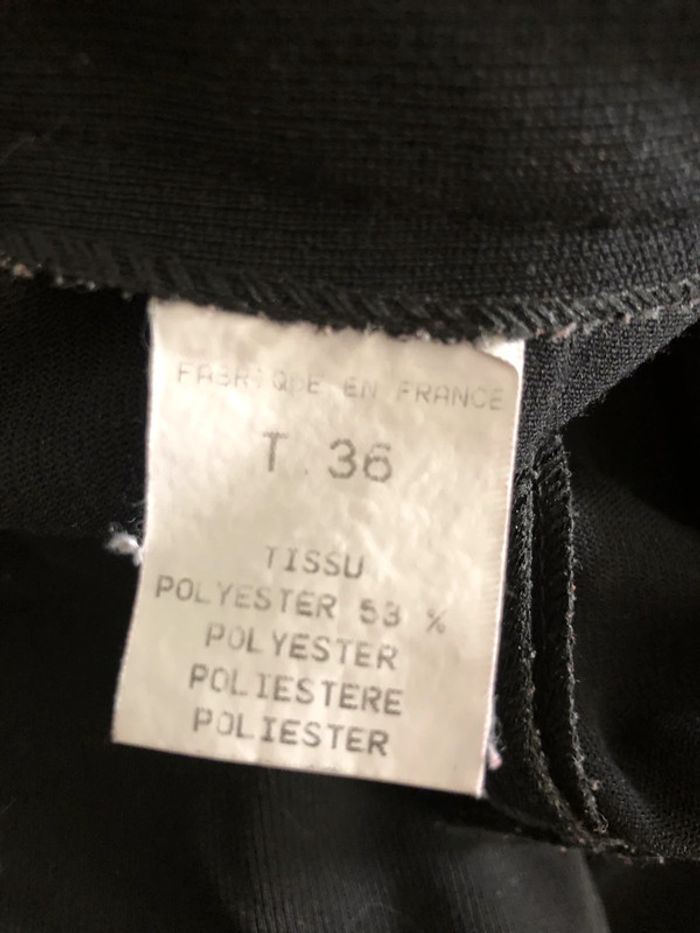 FABRIQUE EN FRANCE
T.36
TISSU
POLYESTER 53 %
POLYESTER
POLIESTERE
POLIESTER